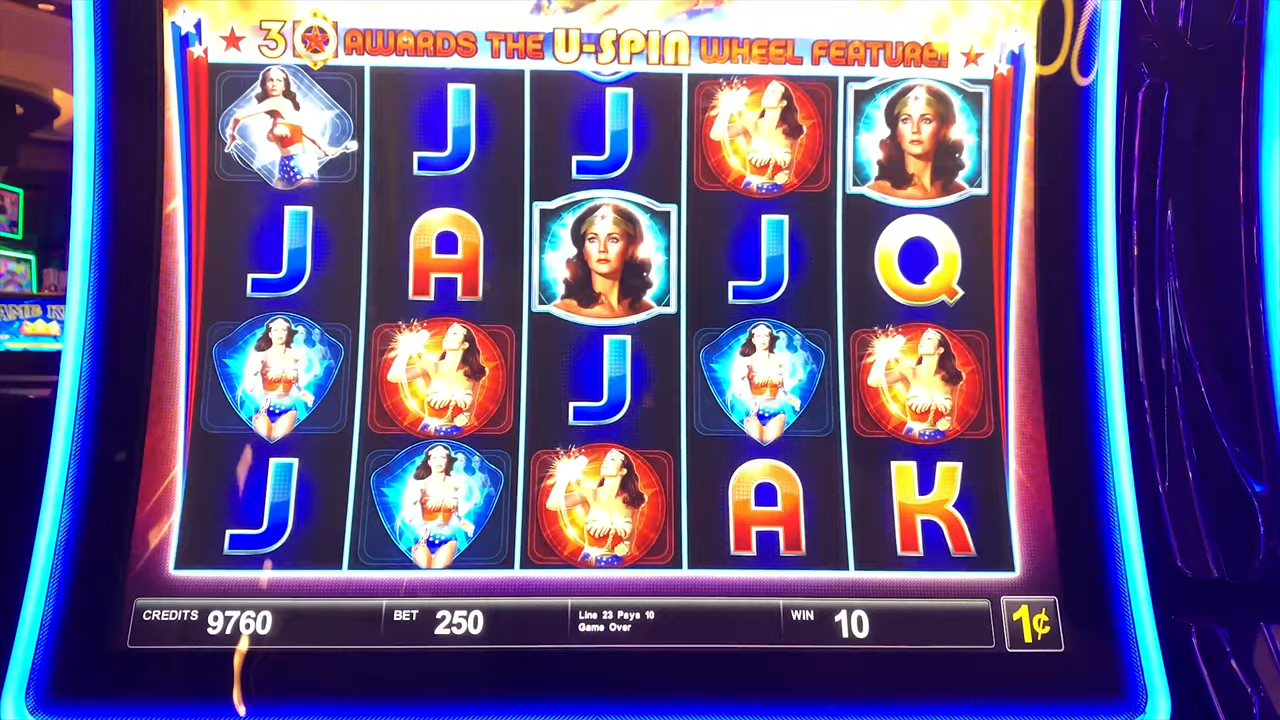 3 AWARDS THE U-SPIN WHEEL FEATURE!
J J
J A J Q
J
J A K
CREDITS 9760 BET 250 Line 23 Pays 10 WIN 10 1¢
Game Over